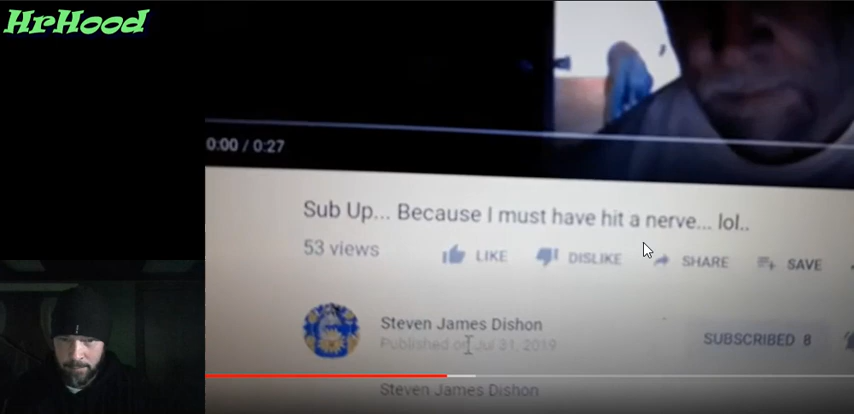 HrHood
0:00 / 0:27
Sub Up... Because I must have hit a nerve... lol..
53 views
LIKE
DISLIKE
SHARE
SAVE
Steven James Dishon
SUBSCRIBED 8
Published on Jul 31, 2019
Steven James Dishon